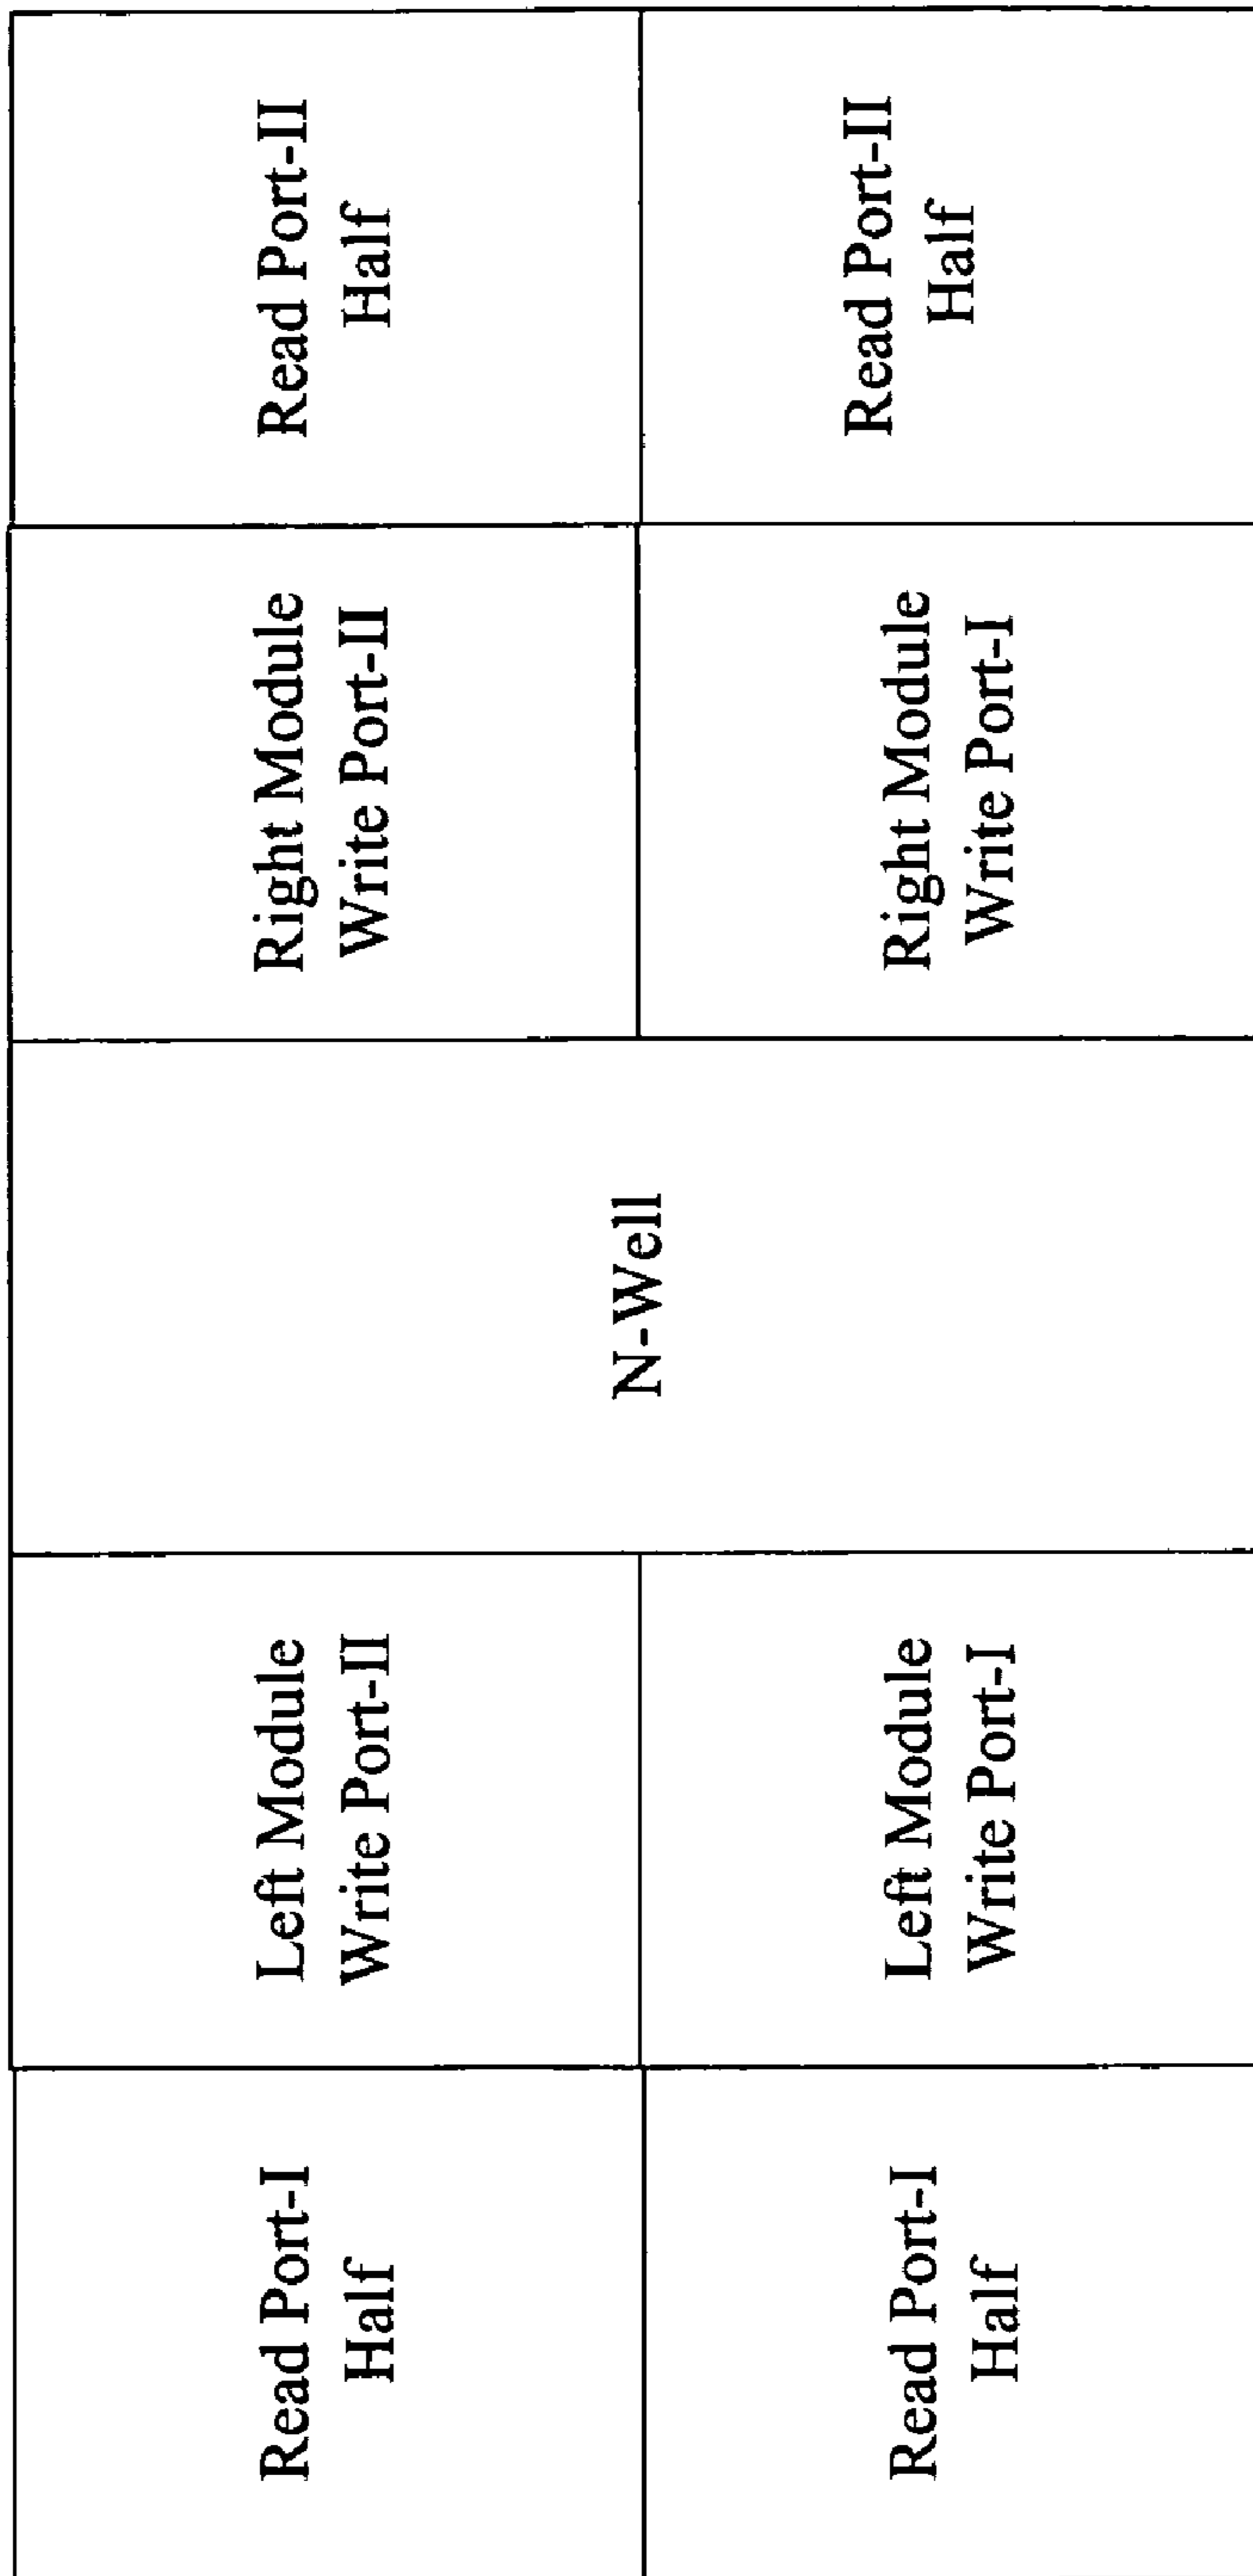 Read Port-I
Half
Left Module
Write Port-II
N-Well
Right Module
Write Port-II
Read Port-II
Half
Read Port-I
Half
Left Module
Write Port-I
Right Module
Write Port-I
Read Port-II
Half